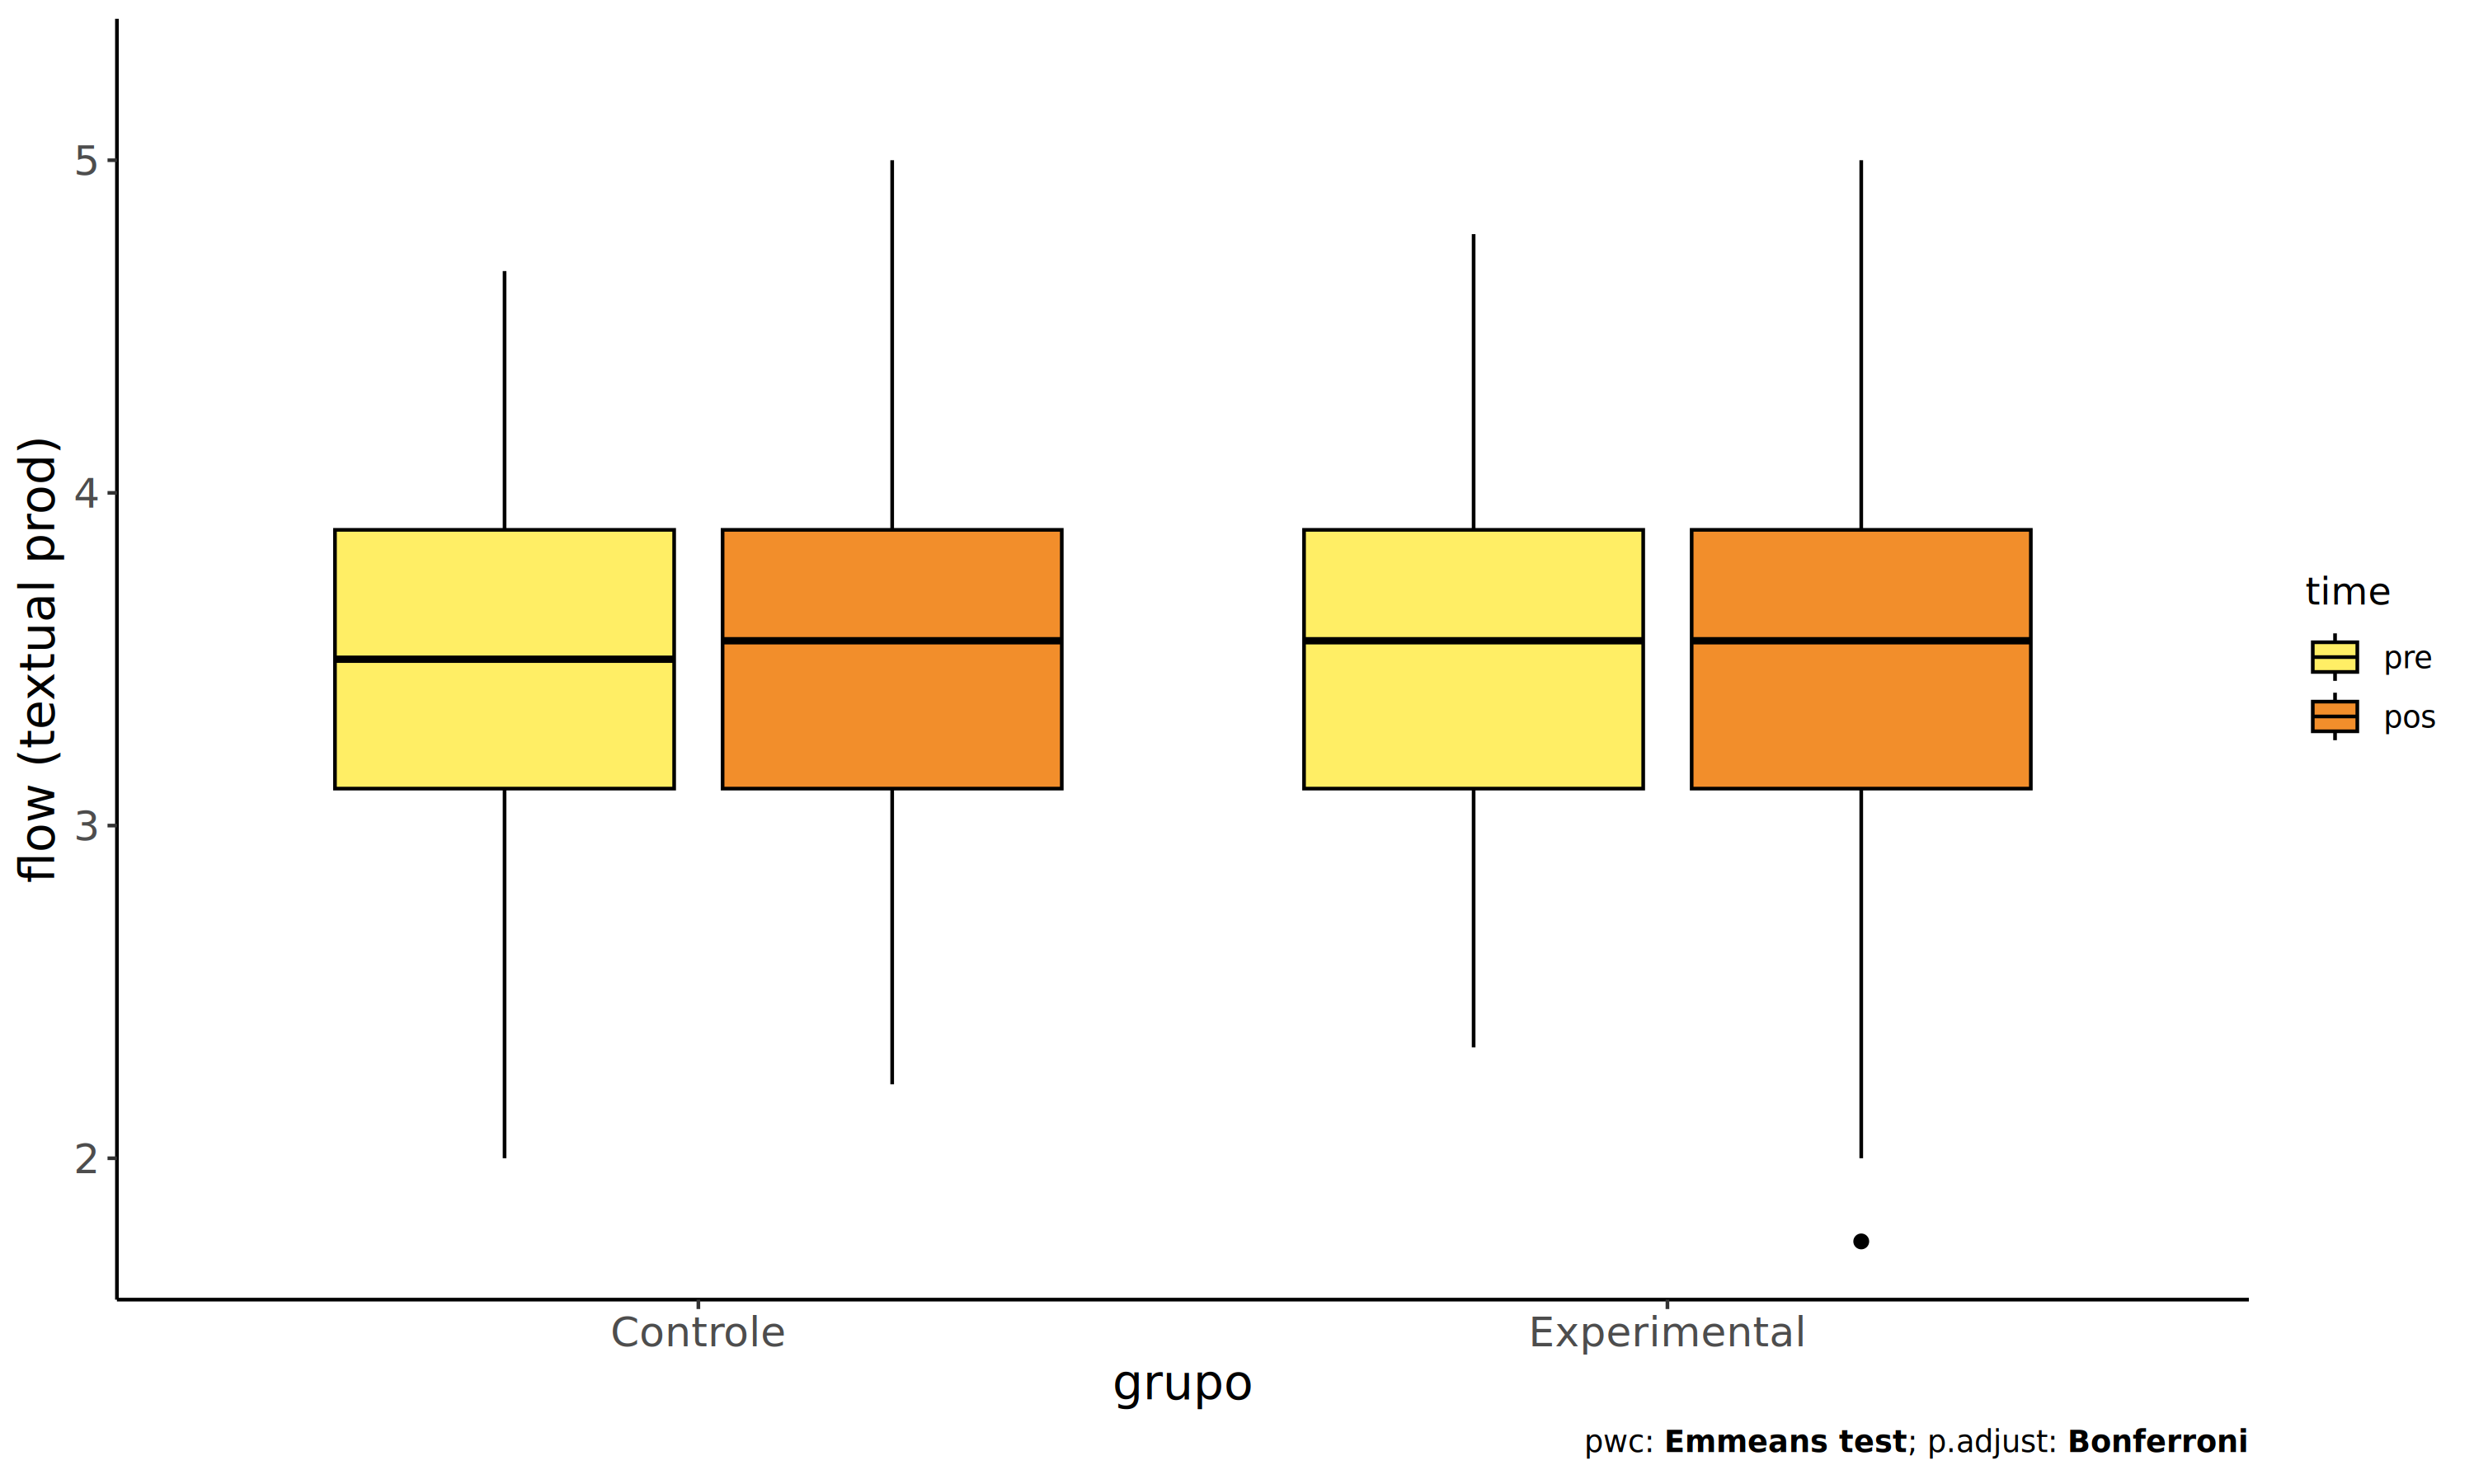 flow (textual prod)
5
4
3
2
Controle
Experimental
grupo
time
pre
pos
pwc: Emmeans test; p.adjust: Bonferroni